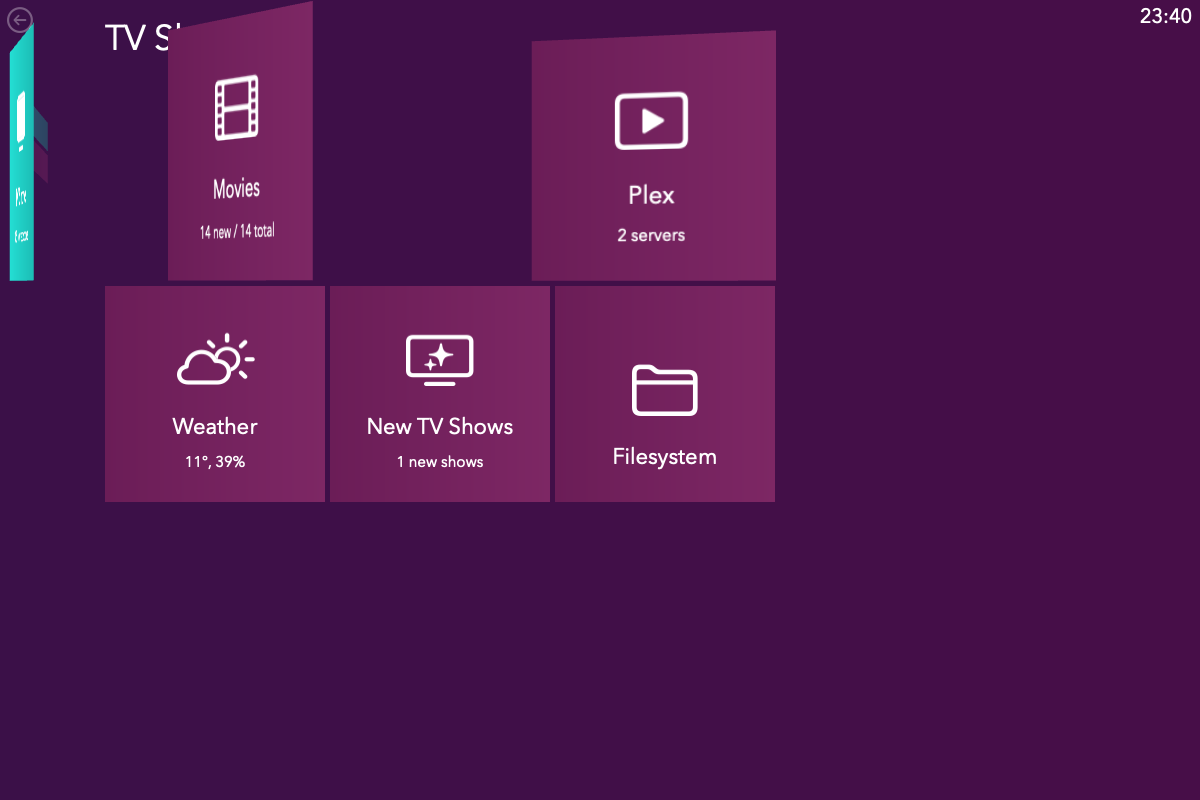 23:40
TV S
Movies
14 new / 14 total
Plex
2 servers
Weather
11°, 39%
New TV Shows
1 new shows
Filesystem